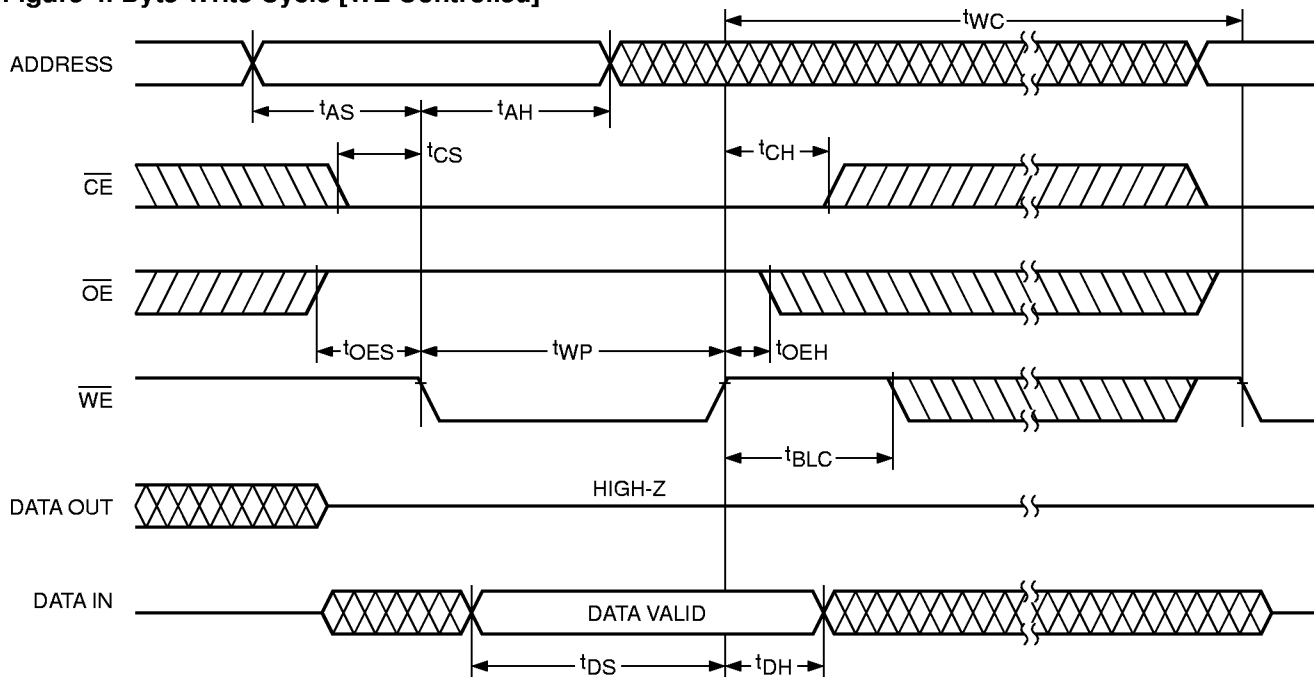 Figure 4. Byte Write Cycle [WE Controlled]
tWC
ADDRESS
tAS tAH
tCS tCH
CE
OE
tOES tWP tOEH
WE
tBLC
DATA OUT HIGH-Z
DATA IN DATA VALID
tDS tDH